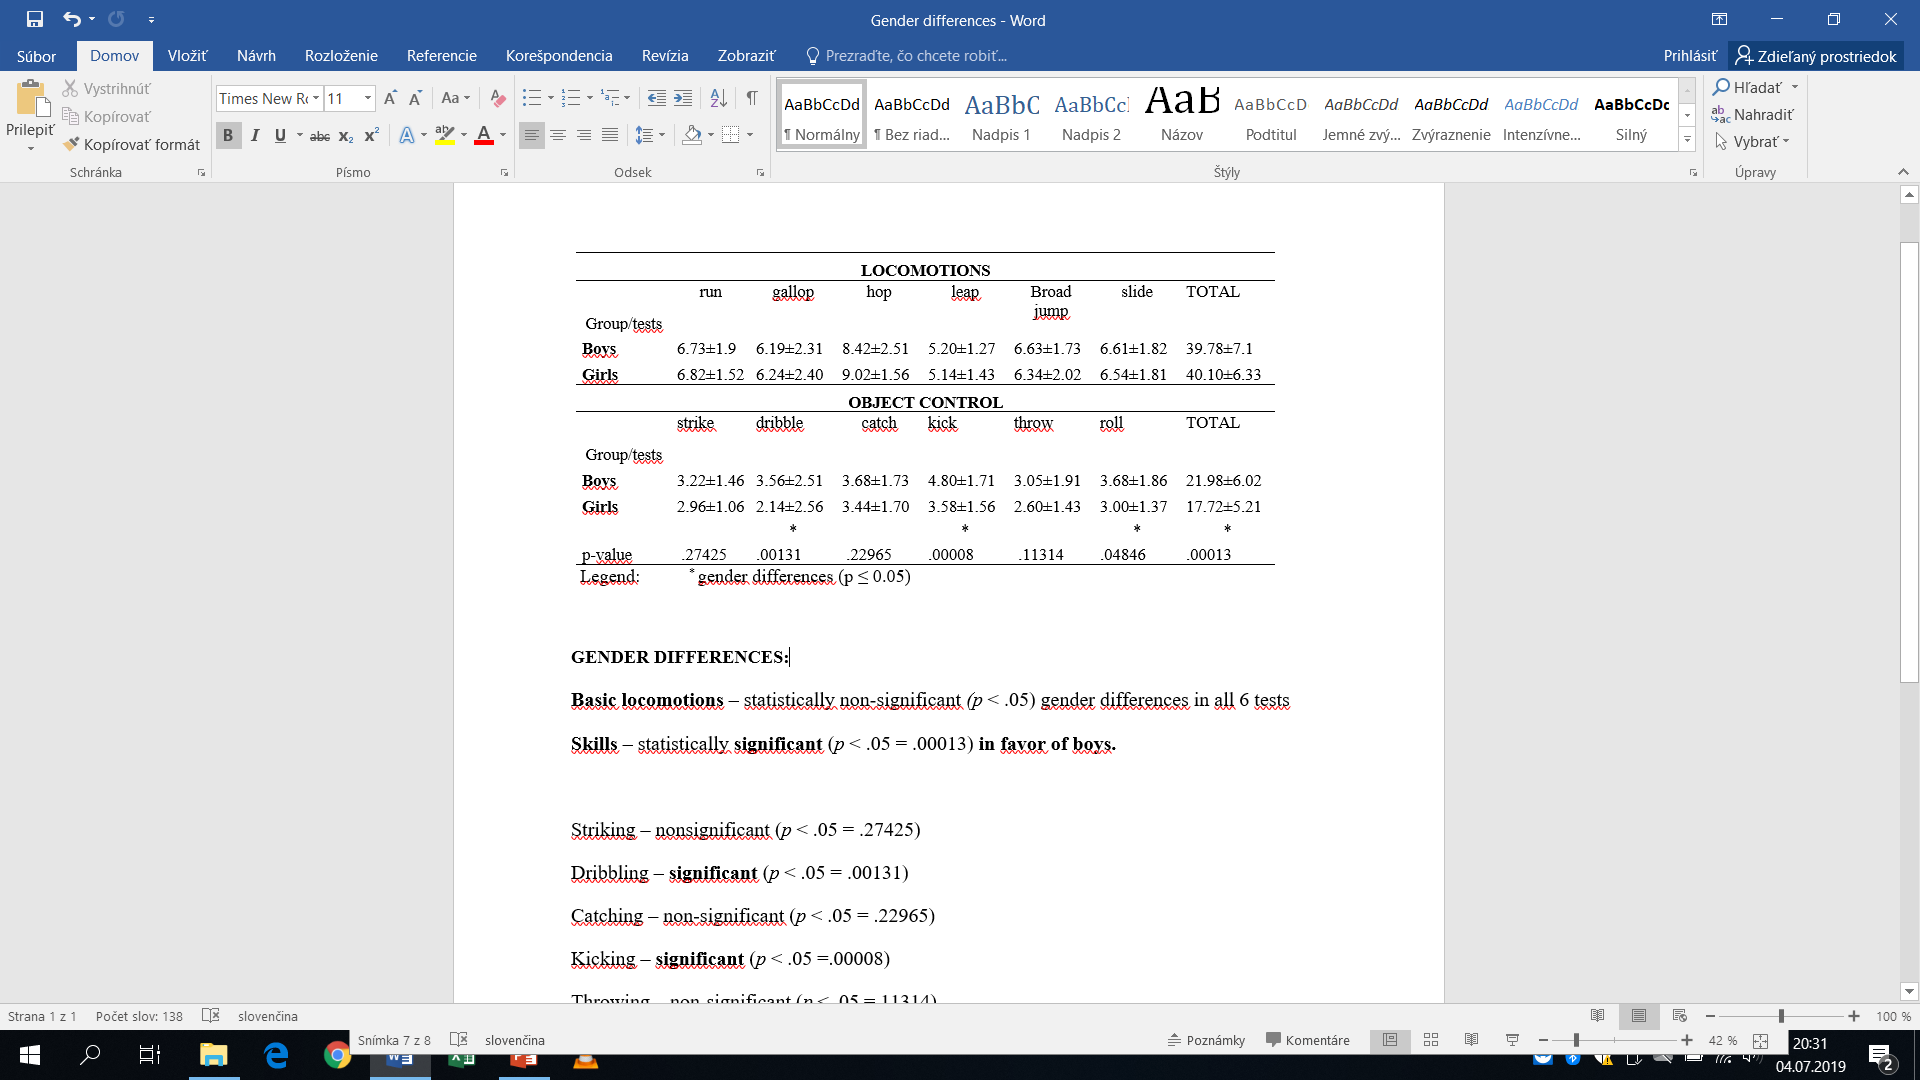 Gender differences - Word
Súbor Domov Vložiť Návrh Rozloženie Referencie Korešpondencia Revízia Zobraziť Prezraďte, čo chcete robiť... Prihlásiť Zdieľaný prostriedok
Prilepiť
Vystrihnúť
Kopírovať
Kopírovať formát
Schránka
Times New Rc 11
Písmo
Odsek
AaBbCcDd AaBbCcDd AaBbC AaBbCcl AaB AaBbCcD AaBbCcDd AaBbCcDd AaBbCcDd AaBbCcDc
¶ Normálny ¶ Bez riad... Nadpis 1 Nadpis 2 Názov Podtitul Jemné zvý... Zvýraznenie Intenzívne... Silný
Štýly
Hľadať
Nahradiť
Vybrať
Úpravy
LOCOMOTIONS
run gallop hop leap Broad jump slide TOTAL
Group/tests
Boys 6.73±1.9 6.19±2.31 8.42±2.51 5.20±1.27 6.63±1.73 6.61±1.82 39.78±7.1
Girls 6.82±1.52 6.24±2.40 9.02±1.56 5.14±1.43 6.34±2.02 6.54±1.81 40.10±6.33
OBJECT CONTROL
strike dribble catch kick throw roll TOTAL
Group/tests
Boys 3.22±1.46 3.56±2.51 3.68±1.73 4.80±1.71 3.05±1.91 3.68±1.86 21.98±6.02
Girls 2.96±1.06 2.14±2.56 3.44±1.70 3.58±1.56 2.60±1.43 3.00±1.37 17.72±5.21
* * * *
p-value .27425 .00131 .22965 .00008 .11314 .04846 .00013
Legend: * gender differences (p ≤ 0.05)
GENDER DIFFERENCES:
Basic locomotions – statistically non-significant (p < .05) gender differences in all 6 tests
Skills – statistically significant (p < .05 = .00013) in favor of boys.
Striking – nonsignificant (p < .05 = .27425)
Dribbling – significant (p < .05 = .00131)
Catching – non-significant (p < .05 = .22965)
Kicking – significant (p < .05 =.00008)
Throwing – non-significant (p < .05 = 11314)
Strana 1 z 1 Počet slov: 138 slovenčina 100 %
Snímka 7 z 8 slovenčina Poznámky Komentáre 42 %
20:31
04.07.2019
2